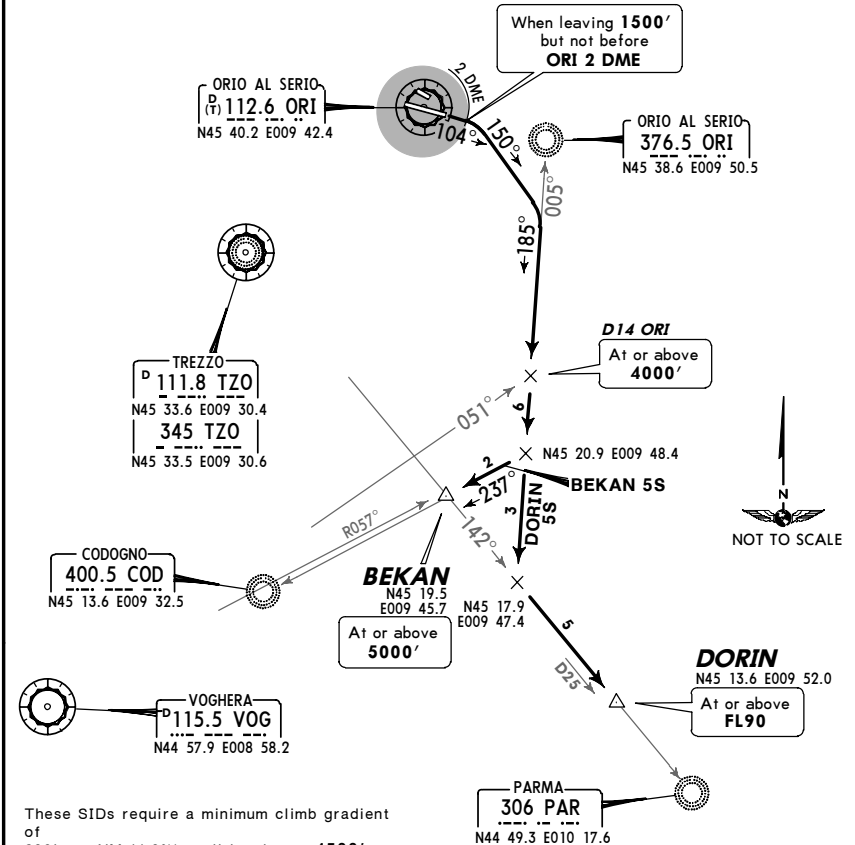 When leaving 1500'
but not before
ORI 2 DME
2 DME
ORIO AL SERIO
D
(T) 112.6 ORI
N45 40.2 E009 42.4
104°
150°
ORIO AL SERIO
376.5 ORI
N45 38.6 E009 50.5
005°
185°
D14 ORI
At or above
4000'
TREZZO
D 111.8 TZO
N45 33.6 E009 30.4
345 TZO
N45 33.5 E009 30.6
051°
6
N45 20.9 E009 48.4
2
237°
BEKAN 5S
3
DORIN
5S
N
NOT TO SCALE
R057°
142°
CODOGNO
400.5 COD
N45 13.6 E009 32.5
BEKAN
N45 19.5
E009 45.7
At or above
5000'
N45 17.9
E009 47.4
5
D25
DORIN
N45 13.6 E009 52.0
At or above
FL90
VOGHERA
D 115.5 VOG
N44 57.9 E008 58.2
PARMA
306 PAR
N44 49.3 E010 17.6
These SIDs require a minimum climb gradient
of